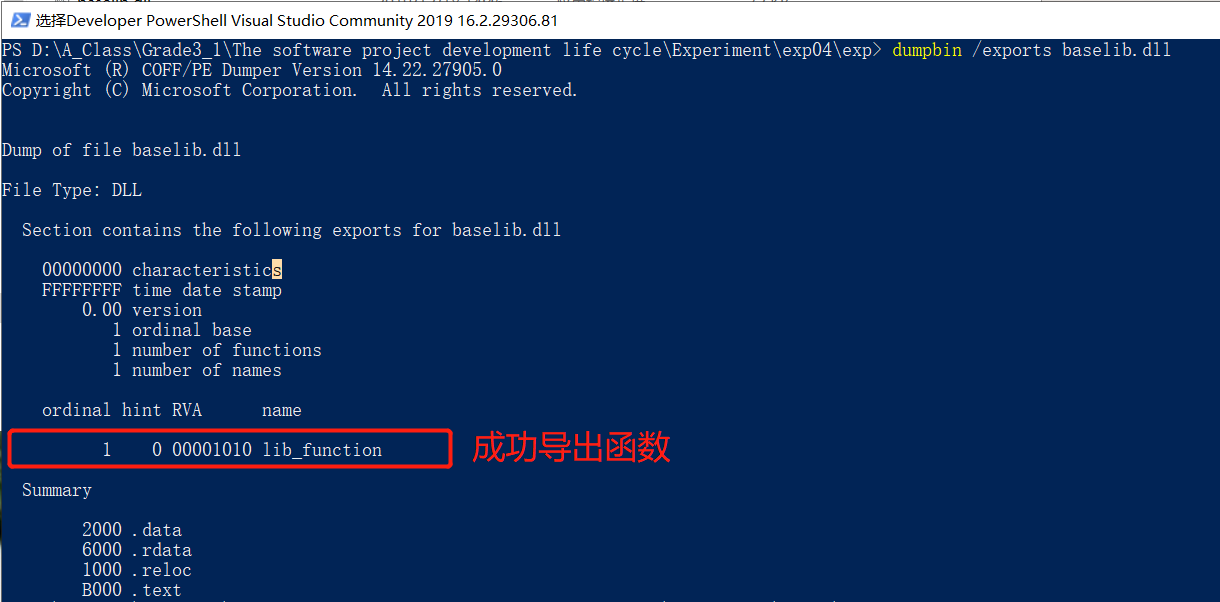 选择Developer PowerShell Visual Studio Community 2019 16.2.29306.81
PS D:\A_Class\Grade3_1\The software project development life cycle\Experiment\exp04\exp> dumpbin /exports baselib.dll
Microsoft (R) COFF/PE Dumper Version 14.22.27905.0
Copyright (C) Microsoft Corporation.  All rights reserved.
Dump of file baselib.dll
File Type: DLL
Section contains the following exports for baselib.dll
00000000 characteristics
FFFFFFFF time date stamp
0.00 version
1 ordinal base
1 number of functions
1 number of names
ordinal hint RVA      name
1    0 00001010 lib_function 成功导出函数
Summary
2000 .data
6000 .rdata
1000 .reloc
B000 .text